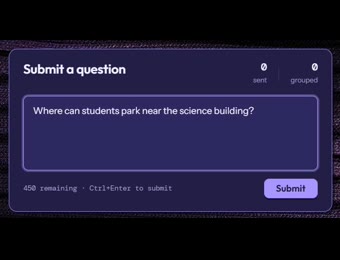 Submit a question
0 0
sent grouped
Where can students park near the science building?
450 remaining · Ctrl+Enter to submit
Submit